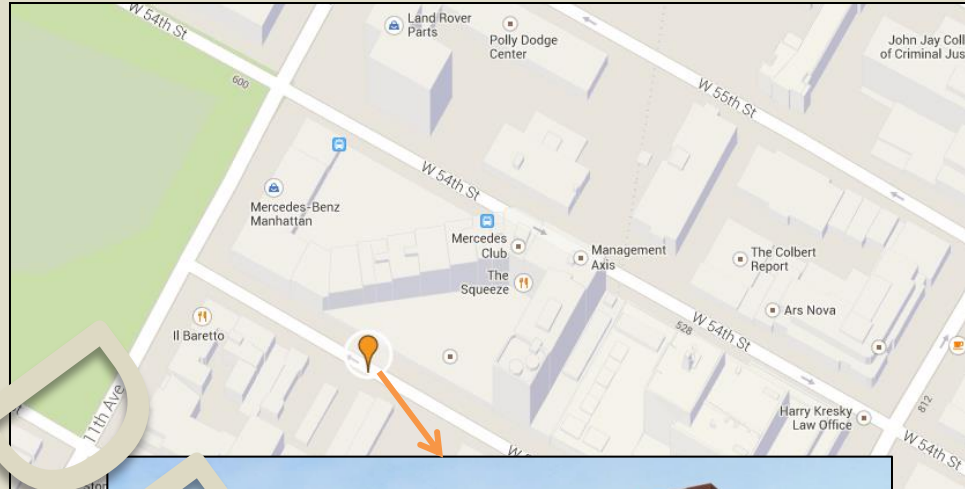 W 54th St
Land Rover
Parts
Polly Dodge
Center
John Jay Coll
of Criminal Jus
600
W 55th St
W 54th St
Mercedes-Benz
Manhattan
Mercedes
Club
Management
Axis
The Colbert
Report
The
Squeeze
Ars Nova
Il Baretto
528
W 54th St
11th Ave
812
Harry Kresky
Law Office
W 54th St